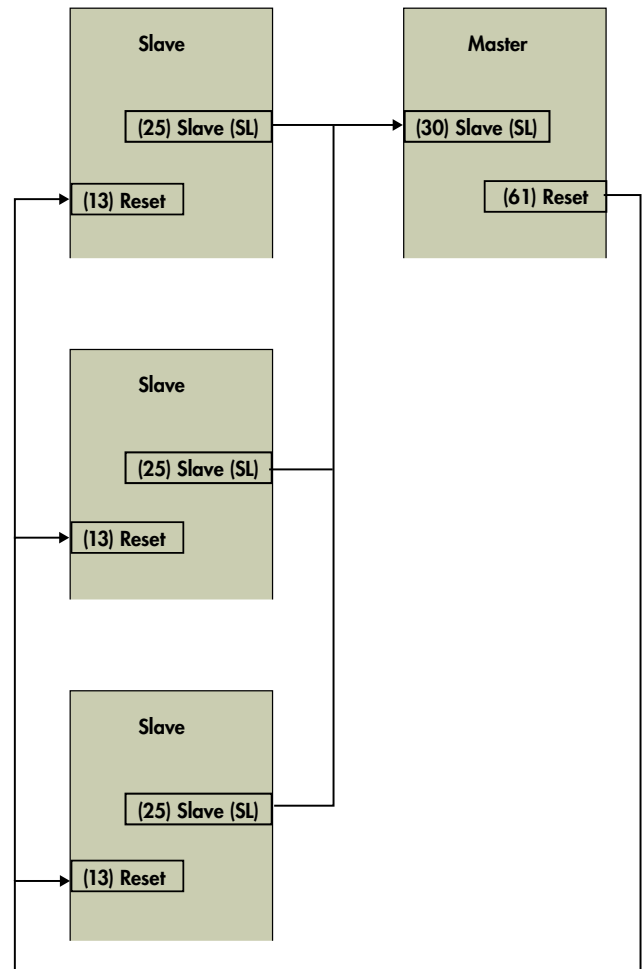 Slave
(25) Slave (SL)
(13) Reset
Master
(30) Slave (SL)
(61) Reset
Slave
(25) Slave (SL)
(13) Reset
Slave
(25) Slave (SL)
(13) Reset